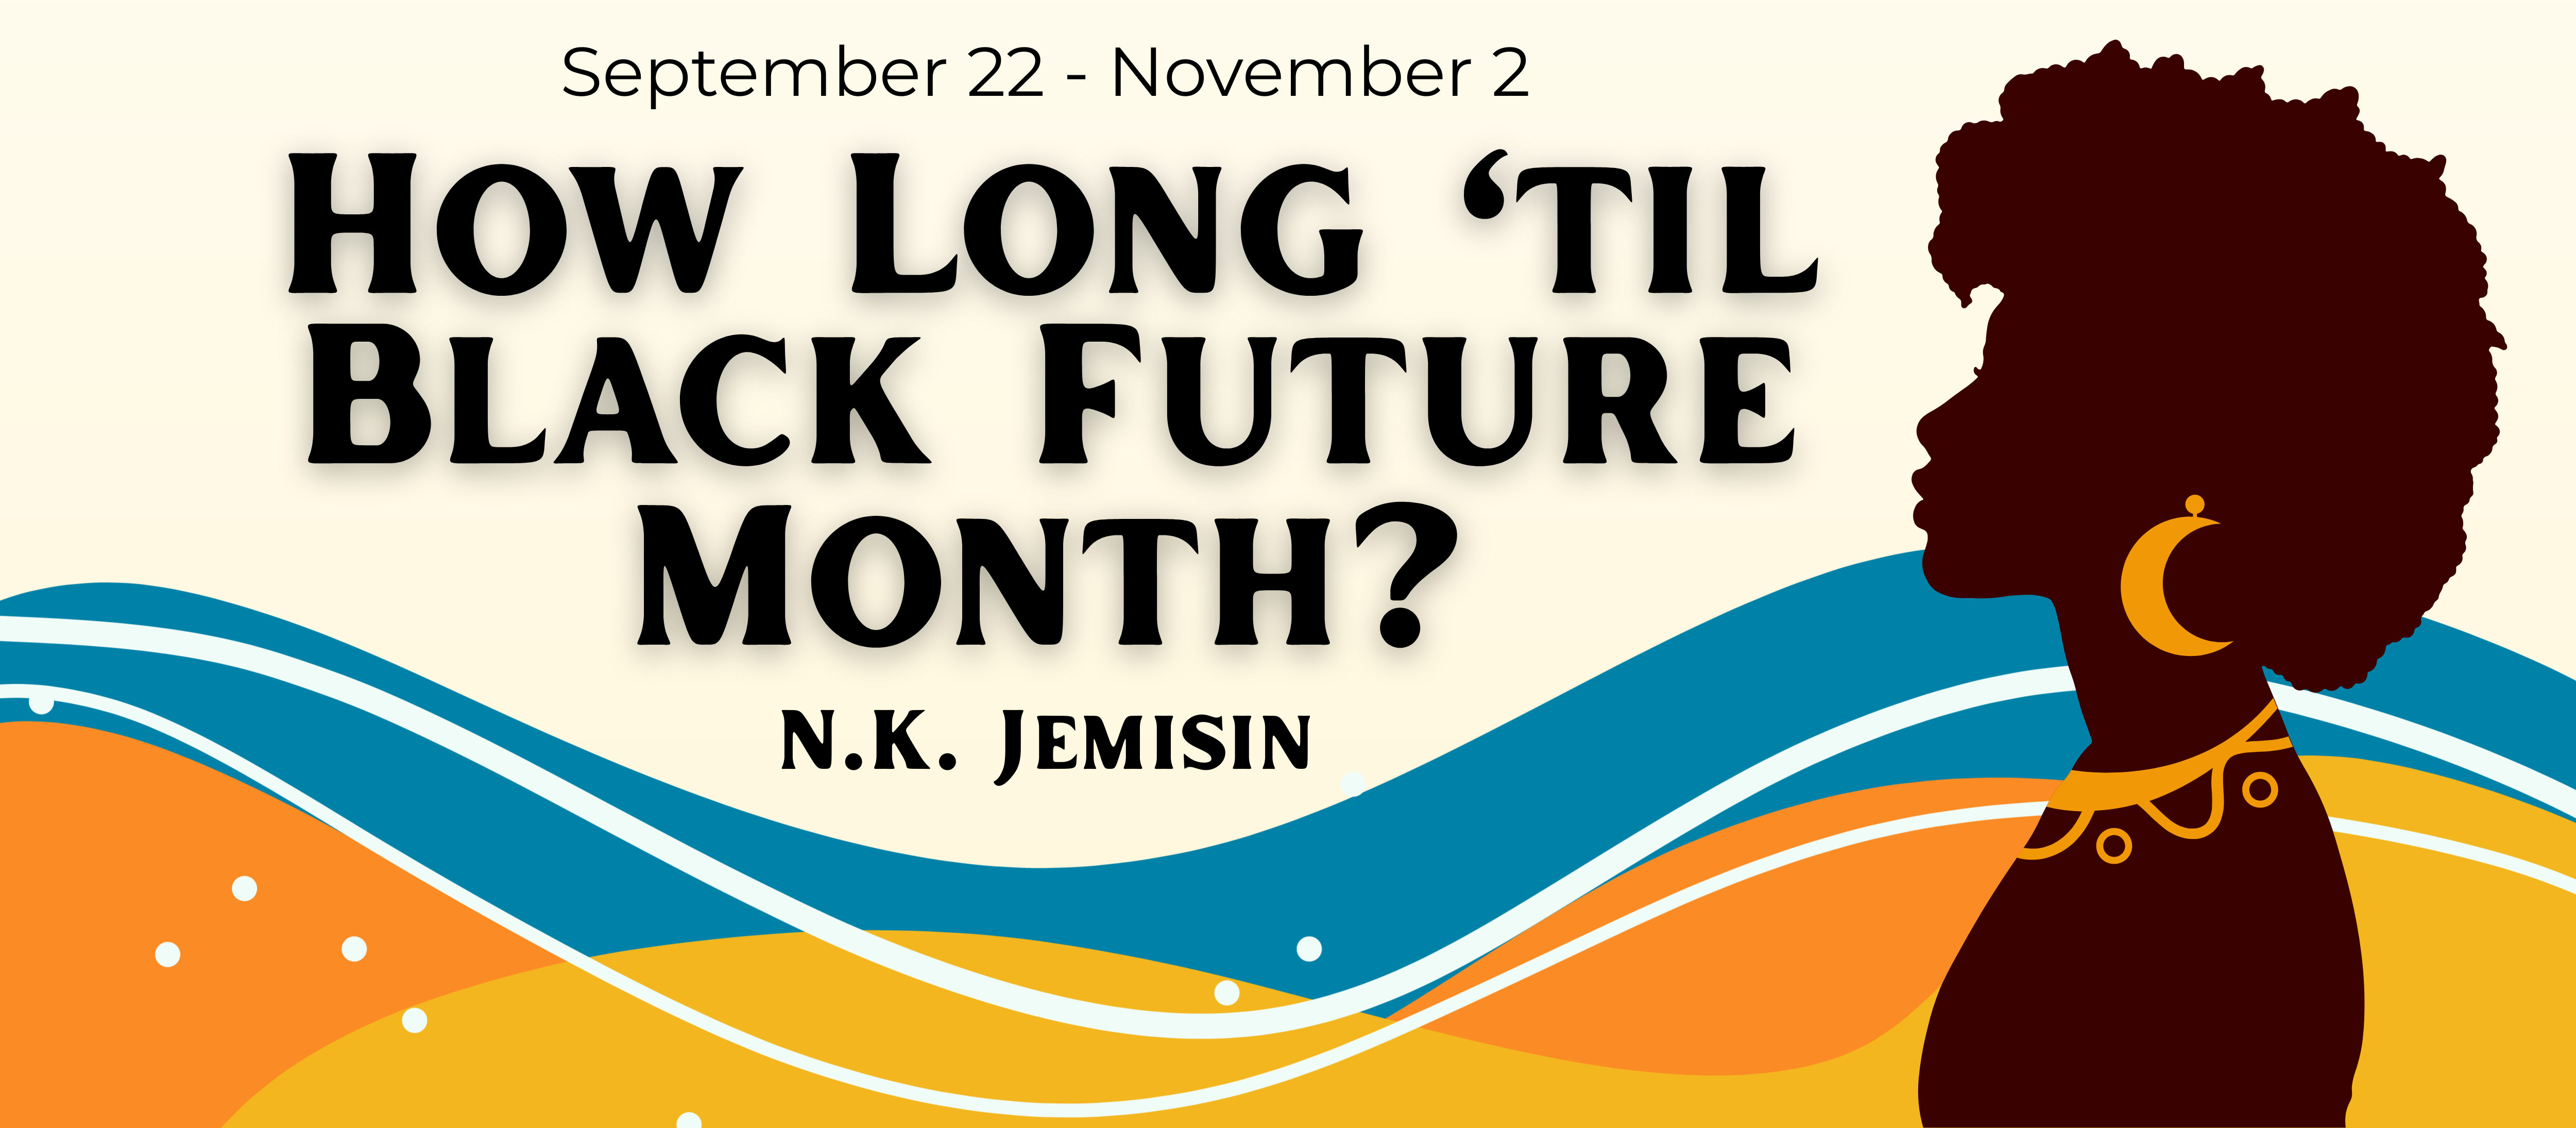 September 22 - November 2
How Long ‘til
Black Future
Month?
N.K. Jemisin